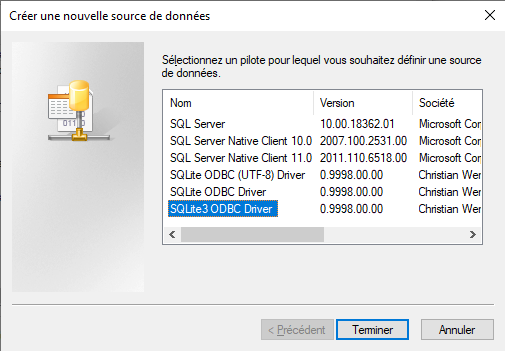 Créer une nouvelle source de données
Sélectionnez un pilote pour lequel vous souhaitez définir une source
de données.
Nom Version Société
SQL Server 10.00.18362.01 Microsoft Cor
SQL Server Native Client 10.0 2007.100.2531.00 Microsoft Cor
SQL Server Native Client 11.0 2011.110.6518.00 Microsoft Cor
SQLite ODBC (UTF-8) Driver 0.9998.00.00 Christian Wer
SQLite ODBC Driver 0.9998.00.00 Christian Wer
SQLite3 ODBC Driver 0.9998.00.00 Christian Wer
< Précédent Terminer Annuler